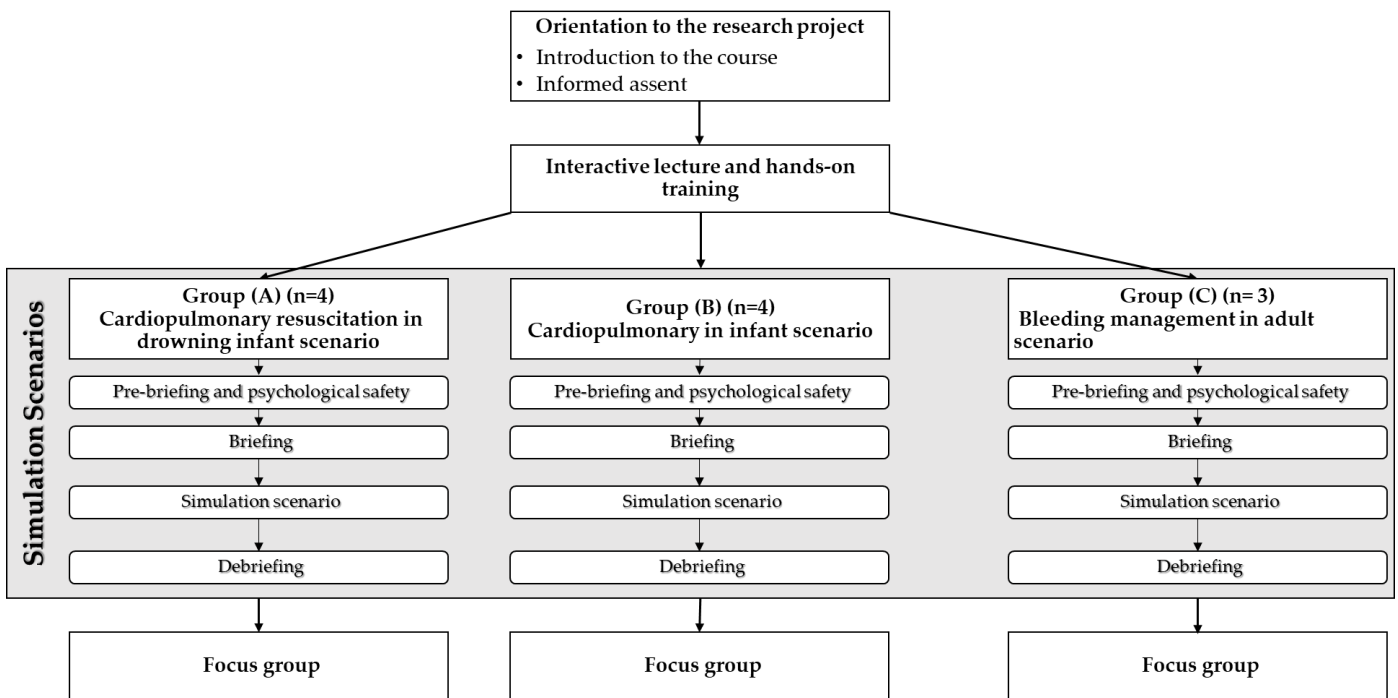 Orientation to the research project
• Introduction to the course
• Informed assent
Interactive lecture and hands-on
training
Simulation Scenarios
Group (A) (n=4)
Cardiopulmonary resuscitation in
drowning infant scenario
Pre-briefing and psychological safety
Briefing
Simulation scenario
Debriefing
Focus group
Group (B) (n=4)
Cardiopulmonary in infant scenario
Pre-briefing and psychological safety
Briefing
Simulation scenario
Debriefing
Focus group
Group (C) (n= 3)
Bleeding management in adult
scenario
Pre-briefing and psychological safety
Briefing
Simulation scenario
Debriefing
Focus group